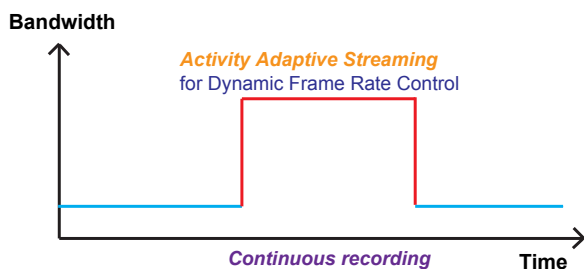 Bandwidth
Activity Adaptive Streaming
for Dynamic Frame Rate Control
Continuous recording
Time